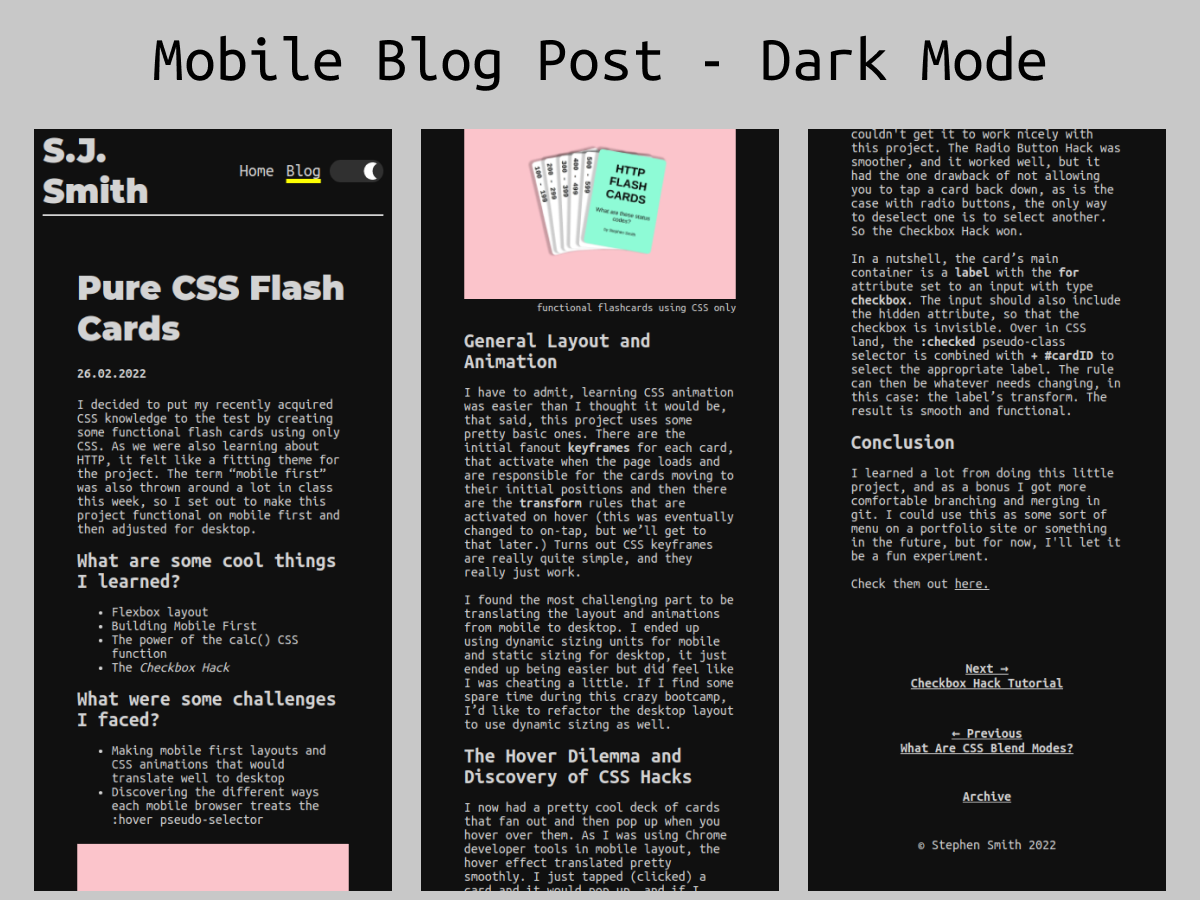 Mobile Blog Post - Dark Mode
S.J.
Smith
Home Blog
Pure CSS Flash
Cards
26.02.2022
I decided to put my recently acquired
CSS knowledge to the test by creating
some functional flash cards using only
CSS. As we were also learning about
HTTP, it felt like a fitting theme for
the project. The term “mobile first”
was also thrown around a lot in class
this week, so I set out to make this
project functional on mobile first and
then adjusted for desktop.
What are some cool things
I learned?
• Flexbox layout
• Building Mobile First
• The power of the calc() CSS
function
• The Checkbox Hack
What were some challenges
I faced?
• Making mobile first layouts and
CSS animations that would
translate well to desktop
• Discovering the different ways
each mobile browser treats the
:hover pseudo-selector
100 - 199
200 - 299
300 - 399
400 - 499
500 - 599
HTTP
FLASH
CARDS
What are these status
codes?
by Stephen Smith
functional flashcards using CSS only
General Layout and
Animation
I have to admit, learning CSS animation
was easier than I thought it would be,
that said, this project uses some
pretty basic ones. There are the
initial fanout keyframes for each card,
that activate when the page loads and
are responsible for the cards moving to
their initial positions and then there
are the transform rules that are
activated on hover (this was eventually
changed to on-tap, but we’ll get to
that later.) Turns out CSS keyframes
are really quite simple, and they
really just work.
I found the most challenging part to be
translating the layout and animations
from mobile to desktop. I ended up
using dynamic sizing units for mobile
and static sizing for desktop, it just
ended up being easier but did feel like
I was cheating a little. If I find some
spare time during this crazy bootcamp,
I’d like to refactor the desktop layout
to use dynamic sizing as well.
The Hover Dilemma and
Discovery of CSS Hacks
I now had a pretty cool deck of cards
that fan out and then pop up when you
hover over them. As I was using Chrome
developer tools in mobile layout, the
hover effect translated pretty
smoothly. I just tapped (clicked) a
card and it would pop up, and if I
couldn't get it to work nicely with
this project. The Radio Button Hack was
smoother, and it worked well, but it
had the one drawback of not allowing
you to tap a card back down, as is the
case with radio buttons, the only way
to deselect one is to select another.
So the Checkbox Hack won.
In a nutshell, the card’s main
container is a label with the for
attribute set to an input with type
checkbox. The input should also include
the hidden attribute, so that the
checkbox is invisible. Over in CSS
land, the :checked pseudo-class
selector is combined with + #cardID to
select the appropriate label. The rule
can then be whatever needs changing, in
this case: the label’s transform. The
result is smooth and functional.
Conclusion
I learned a lot from doing this little
project, and as a bonus I got more
comfortable branching and merging in
git. I could use this as some sort of
menu on a portfolio site or something
in the future, but for now, I'll let it
be a fun experiment.
Check them out here.
Next →
Checkbox Hack Tutorial
← Previous
What Are CSS Blend Modes?
Archive
© Stephen Smith 2022